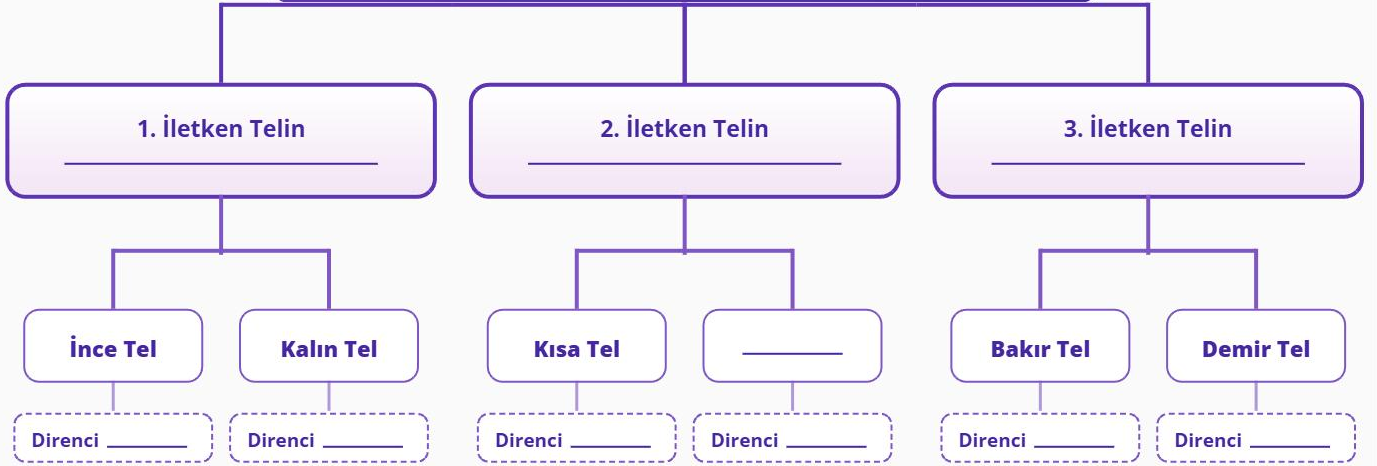 1. İletken Telin
2. İletken Telin
3. İletken Telin
İnce Tel
Kalın Tel
Kısa Tel
Bakır Tel
Demir Tel
Direnci
Direnci
Direnci
Direnci
Direnci
Direnci